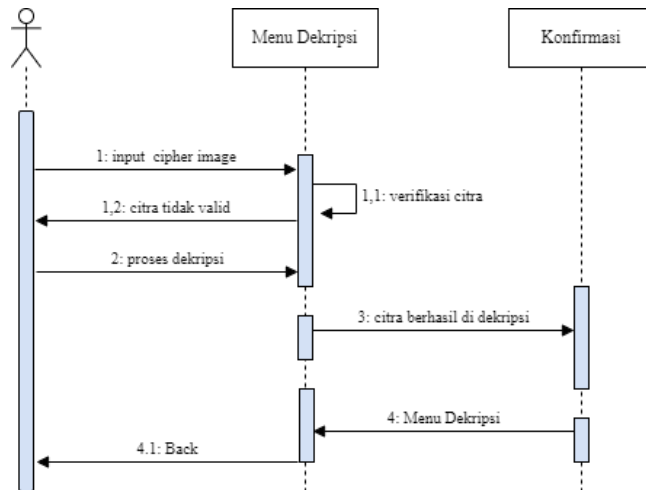 Menu Dekripsi
Konfirmasi
1: input cipher image
1,1: verifikasi citra
1,2: citra tidak valid
2: proses dekripsi
3: citra berhasil di dekripsi
4: Menu Dekripsi
4.1: Back